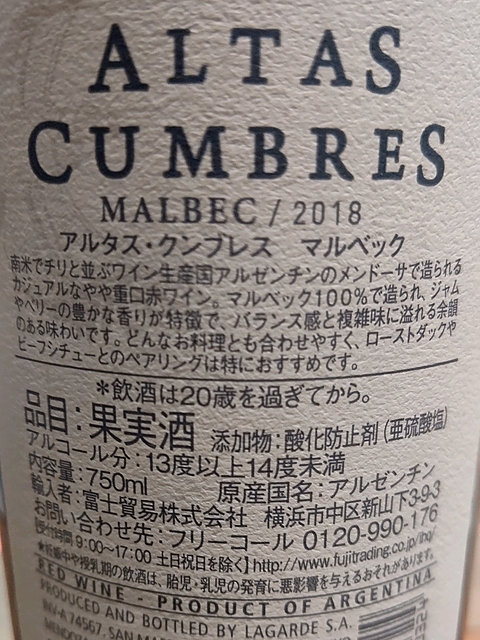 ALTAS
CUMBRES
MALBEC / 2018
アルタス・クンブレス マルベック
南米でチリと並ぶワイン生産国アルゼンチンのメンドーサで造られる
カジュアルなやや重口赤ワイン。マルベック100%で造られ、ジャム
やベリーの豊かな香りが特徴で、バランス感と複雑味に溢れる余韻
のある味わいです。どんなお料理とも合わせやすく、ローストダックや
ビーフシチューとのペアリングは特におすすめです。
*飲酒は20歳を過ぎてから。
品目:果実酒 添加物:酸化防止剤(亜硫酸塩)
アルコール分:13度以上14度未満
内容量:750ml 原産国名:アルゼンチン
輸入者:富士貿易株式会社 横浜市中区新山下3-9-3
お問い合わせ先:フリーコール 0120-990-176
【受付時間 9:00~17:00 土日祝日を除く】http://www.fujitrading.co.jp/bq/
*妊娠中や授乳期の飲酒は、胎児・乳児の発育に悪影響を与えるおそれがあります。
RED WINE - PRODUCT OF ARGENTINA
PRODUCED AND BOTTLED BY LAGARDE S.A.
INV-A 74567. SAN